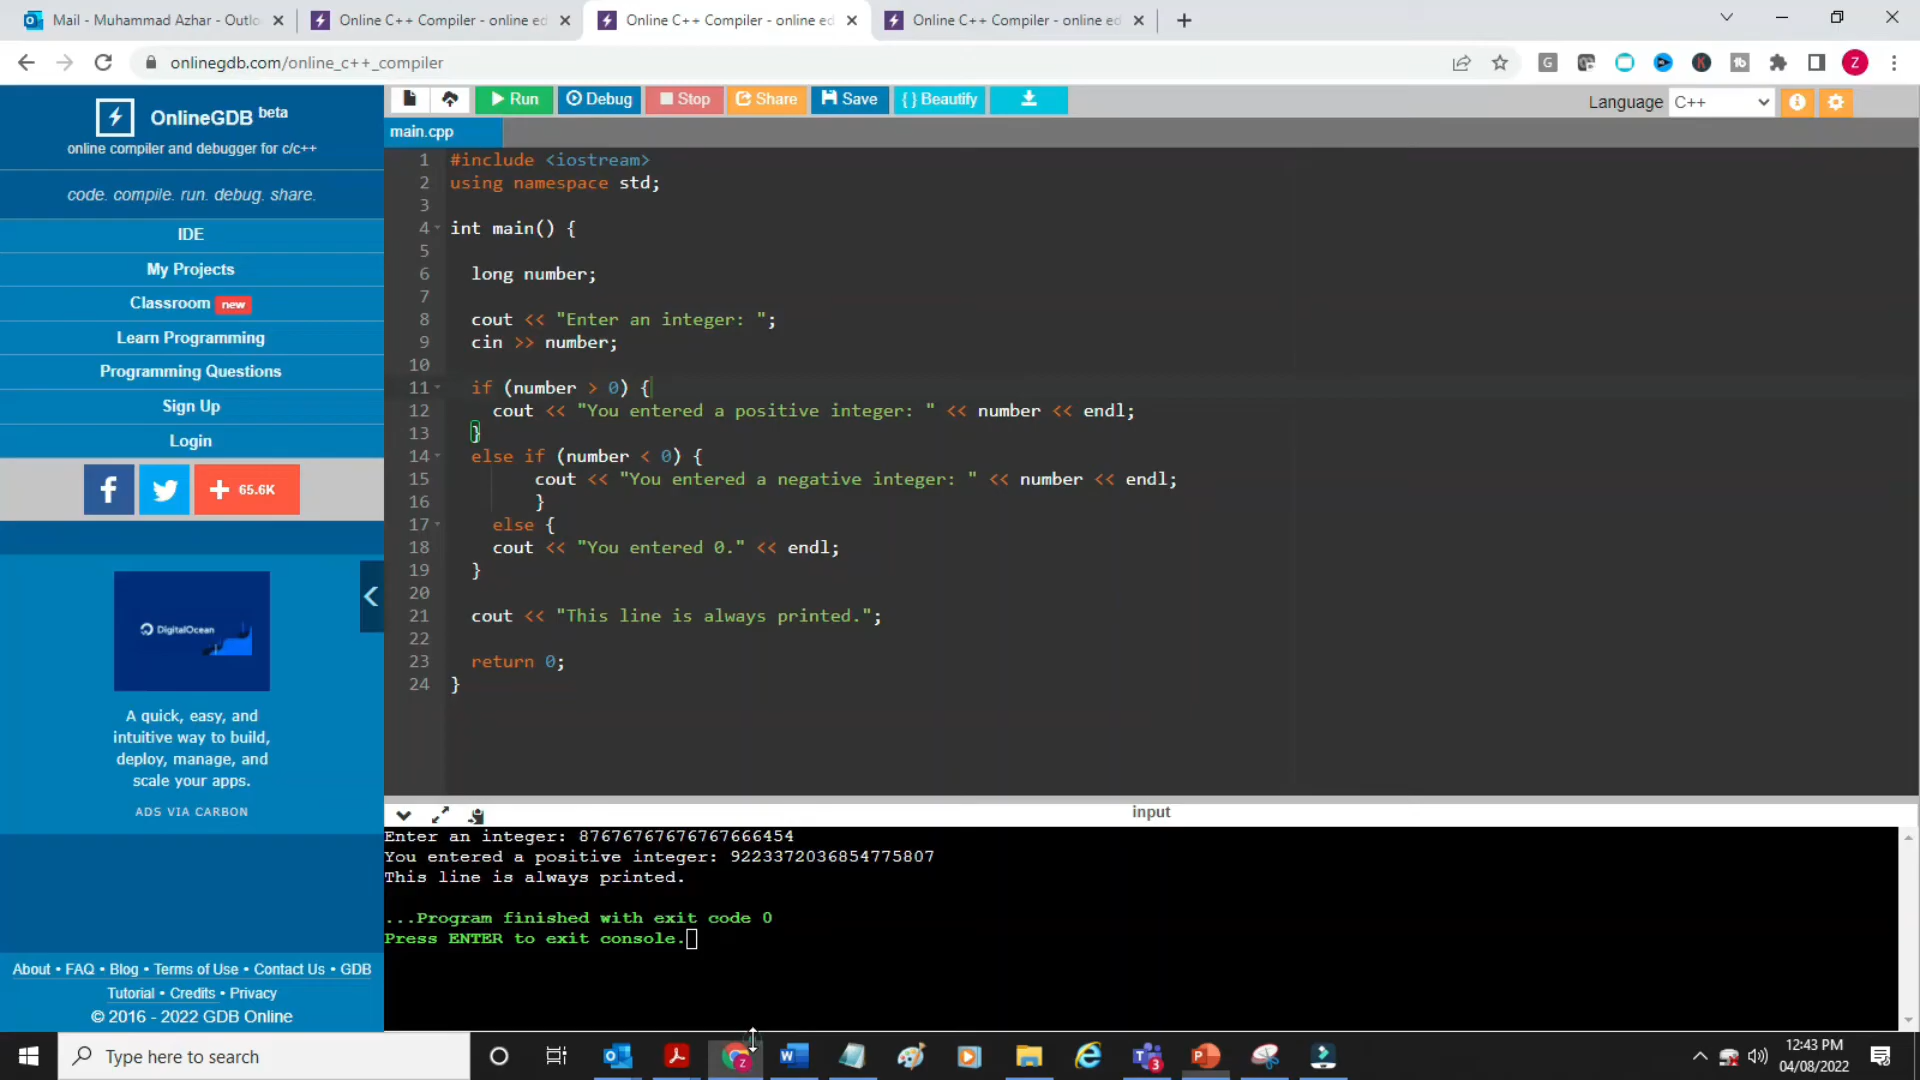 Mail - Muhammad Azhar - Outlo
Online C++ Compiler - online ed
Online C++ Compiler - online ed
Online C++ Compiler - online ed
onlinegdb.com/online_c++_compiler
OnlineGDB beta
online compiler and debugger for c/c++
code. compile. run. debug. share.
IDE
My Projects
Classroom new
Learn Programming
Programming Questions
Sign Up
Login
65.6K
DigitalOcean
A quick, easy, and
intuitive way to build,
deploy, manage, and
scale your apps.
ADS VIA CARBON
About • FAQ • Blog • Terms of Use • Contact Us • GDB
Tutorial • Credits • Privacy
© 2016 - 2022 GDB Online
Run Debug Stop Share Save { } Beautify
Language C++
main.cpp
1 #include <iostream>
2 using namespace std;
3
4 int main() {
5
6 long number;
7
8 cout << "Enter an integer: ";
9 cin >> number;
10
11 if (number > 0) {
12 cout << "You entered a positive integer: " << number << endl;
13 }
14 else if (number < 0) {
15 cout << "You entered a negative integer: " << number << endl;
16 }
17 else {
18 cout << "You entered 0." << endl;
19 }
20
21 cout << "This line is always printed.";
22
23 return 0;
24 }
input
Enter an integer: 87676767676767666454
You entered a positive integer: 9223372036854775807
This line is always printed.
...Program finished with exit code 0
Press ENTER to exit console.
Type here to search
12:43 PM
04/08/2022